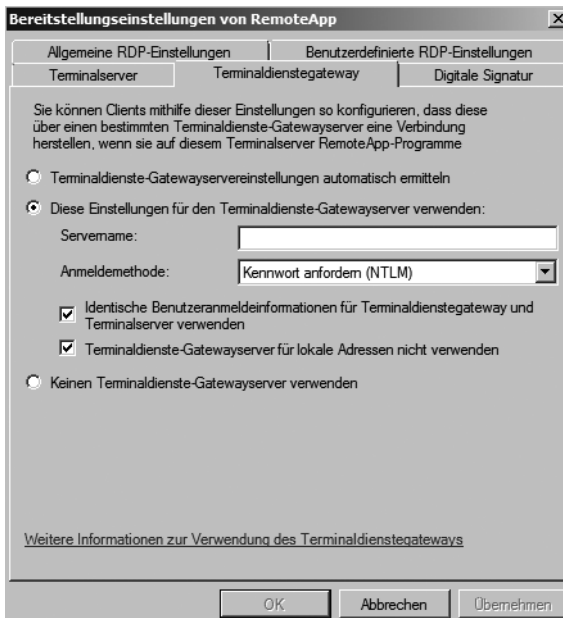 Bereitstellungseinstellungen von RemoteApp
Allgemeine RDP-Einstellungen
Benutzerdefinierte RDP-Einstellungen
Terminalserver
Terminaldienstegateway
Digitale Signatur
Sie können Clients mithilfe dieser Einstellungen so konfigurieren, dass diese
über einen bestimmten Terminaldienste-Gatewayserver eine Verbindung
herstellen, wenn sie auf diesem Terminalserver RemoteApp-Programme
Terminaldienste-Gatewayservereinstellungen automatisch ermitteln
Diese Einstellungen für den Terminaldienste-Gatewayserver verwenden:
Servername:
Anmeldemethode:
Kennwort anfordern (NTLM)
Identische Benutzeranmeldeinformationen für Terminaldienstegateway und
Terminalserver verwenden
Terminaldienste-Gatewayserver für lokale Adressen nicht verwenden
Keinen Terminaldienste-Gatewayserver verwenden
Weitere Informationen zur Verwendung des Terminaldienstegateways
OK
Abbrechen
Übernehmen